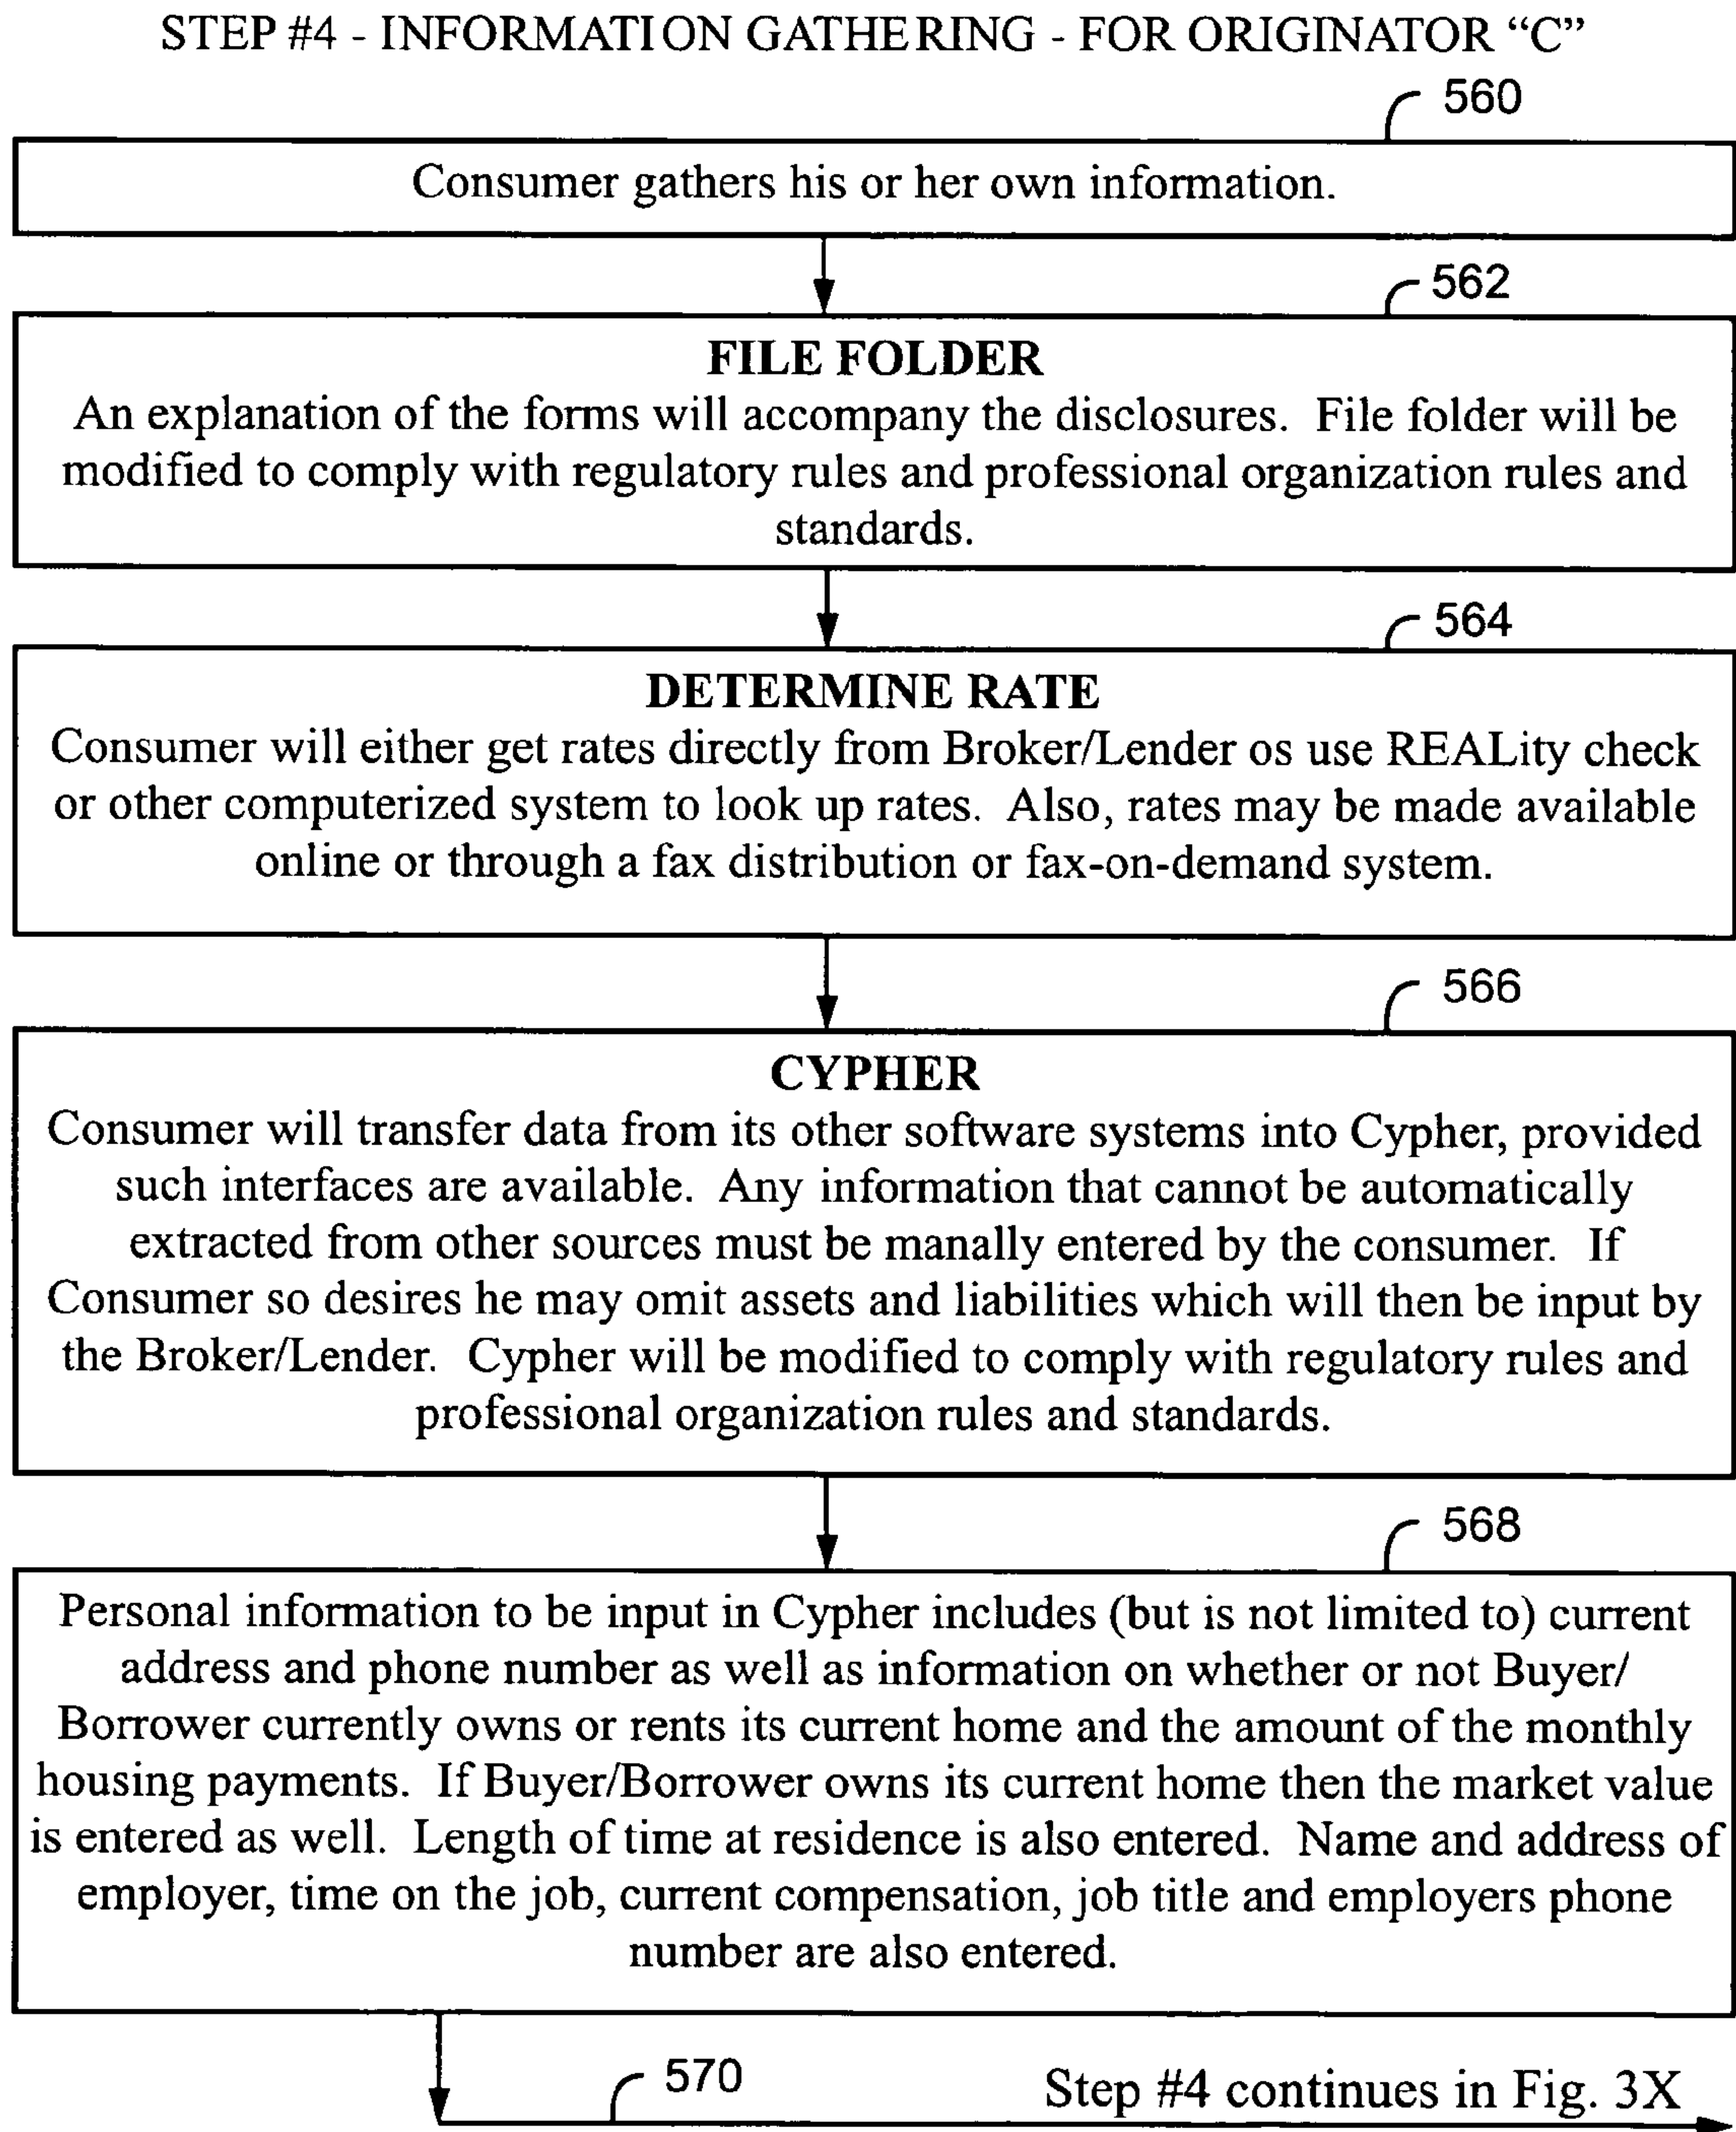 STEP #4 - INFORMATION GATHERING - FOR ORIGINATOR “C”
560
Consumer gathers his or her own information.
562
FILE FOLDER
An explanation of the forms will accompany the disclosures. File folder will be
modified to comply with regulatory rules and professional organization rules and
standards.
564
DETERMINE RATE
Consumer will either get rates directly from Broker/Lender os use REALity check
or other computerized system to look up rates. Also, rates may be made available
online or through a fax distribution or fax-on-demand system.
566
CYPHER
Consumer will transfer data from its other software systems into Cypher, provided
such interfaces are available. Any information that cannot be automatically
extracted from other sources must be manally entered by the consumer. If
Consumer so desires he may omit assets and liabilities which will then be input by
the Broker/Lender. Cypher will be modified to comply with regulatory rules and
professional organization rules and standards.
568
Personal information to be input in Cypher includes (but is not limited to) current
address and phone number as well as information on whether or not Buyer/
Borrower currently owns or rents its current home and the amount of the monthly
housing payments. If Buyer/Borrower owns its current home then the market value
is entered as well. Length of time at residence is also entered. Name and address of
employer, time on the job, current compensation, job title and employers phone
number are also entered.
570
Step #4 continues in Fig. 3X